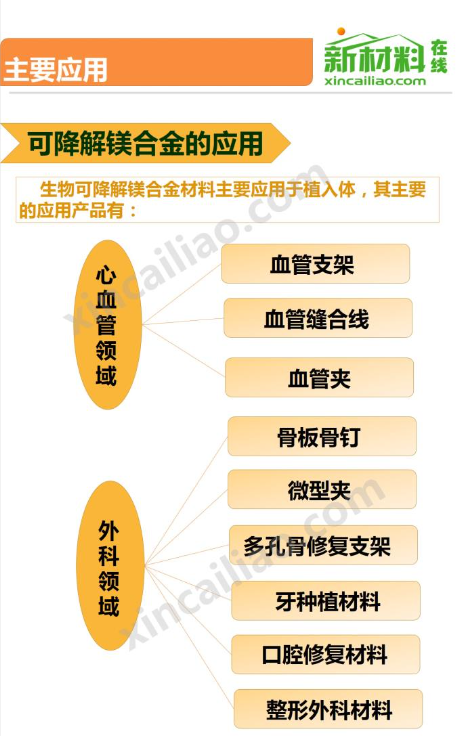 主要应用
新材料在线
xincailiao.com
可降解镁合金的应用
生物可降解镁合金材料主要应用于植入体，其主要
的应用产品有：
心血管领域
血管支架
血管缝合线
血管夹
外科领域
骨板骨钉
微型夹
多孔骨修复支架
牙种植材料
口腔修复材料
整形外科材料
xincailiao.com
xincailiao.com